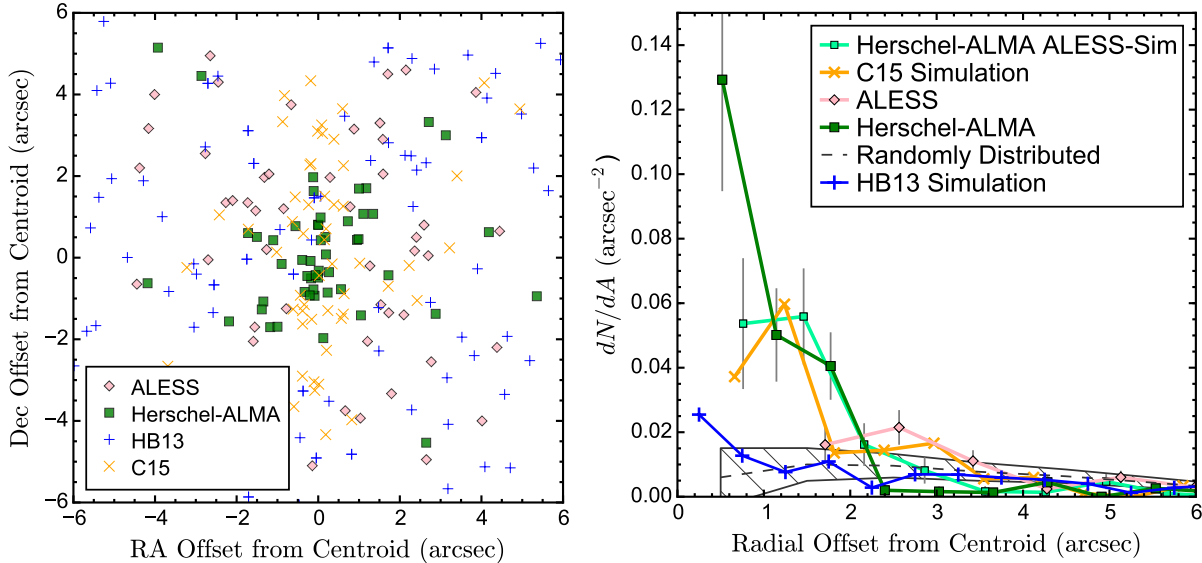 6
4
2
0
−2
−4
−6
−6
−4
−2
0
2
4
6
Dec Offset from Centroid (arcsec)
RA Offset from Centroid (arcsec)
ALESS
Herschel-ALMA
HB13
C15
0.14
0.12
0.10
0.08
0.06
0.04
0.02
0.00
0
1
2
3
4
5
6
dN/dA (arcsec⁻²)
Radial Offset from Centroid (arcsec)
Herschel-ALMA ALESS-Sim
C15 Simulation
ALESS
Herschel-ALMA
Randomly Distributed
HB13 Simulation